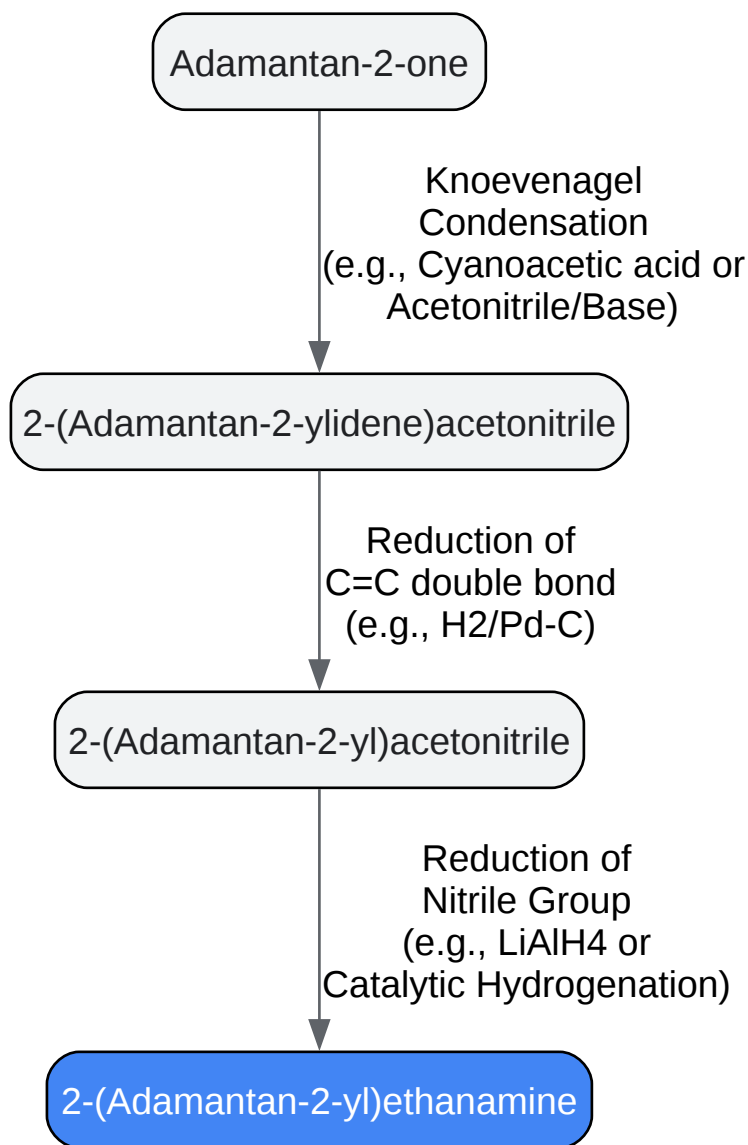 Adamantan-2-one
Knoevenagel
Condensation
(e.g., Cyanoacetic acid or
Acetonitrile/Base)
2-(Adamantan-2-ylidene)acetonitrile
Reduction of
C=C double bond
(e.g., H2/Pd-C)
2-(Adamantan-2-yl)acetonitrile
Reduction of
Nitrile Group
(e.g., LiAlH4 or
Catalytic Hydrogenation)
2-(Adamantan-2-yl)ethanamine